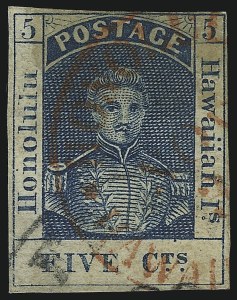 5 POSTAGE 5
Honolulu
Hawaiian Is.
FIVE Cts